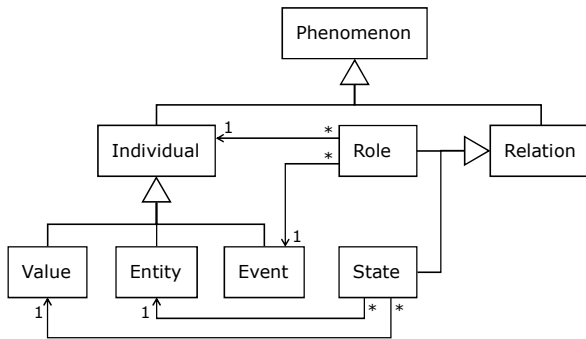 Phenomenon
1
*
Individual
Role
Relation
*
1
Value
Entity
Event
State
1
1
*
*